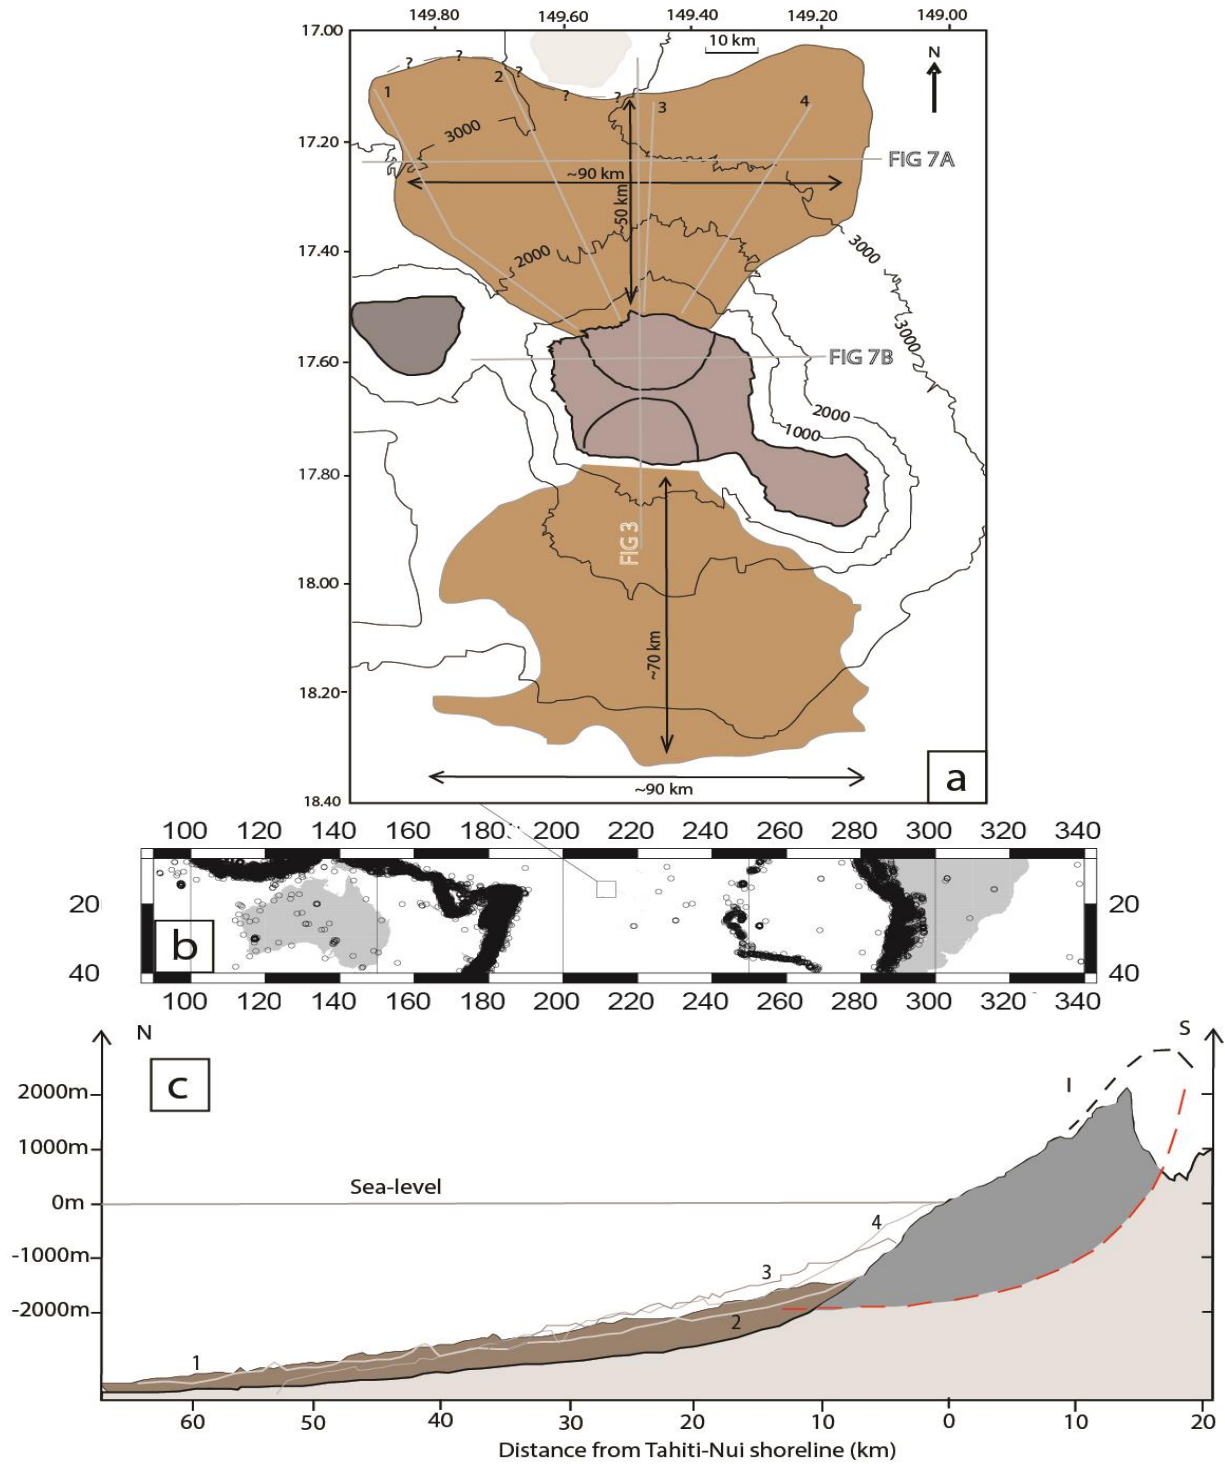 149.80 149.60 149.40 149.20 149.00
17.00
10 km
N
? ? ? ? ?
1 2 3 4
3000
17.20
FIG 7A
~90 km
~50 km
17.40
2000
3000
3000
17.60
FIG 7B
2000
1000
17.80
FIG 3
18.00
~70 km
18.20
a
~90 km
18.40
100 120 140 160 180 200 220 240 260 280 300 320 340
20 20
b
40 40
100 120 140 160 180 200 220 240 260 280 300 320 340
N S
c
I
2000m
1000m
Sea-level
0m
4
-1000m
3
-2000m
2
1
60 50 40 30 20 10 0 10 20
Distance from Tahiti-Nui shoreline (km)